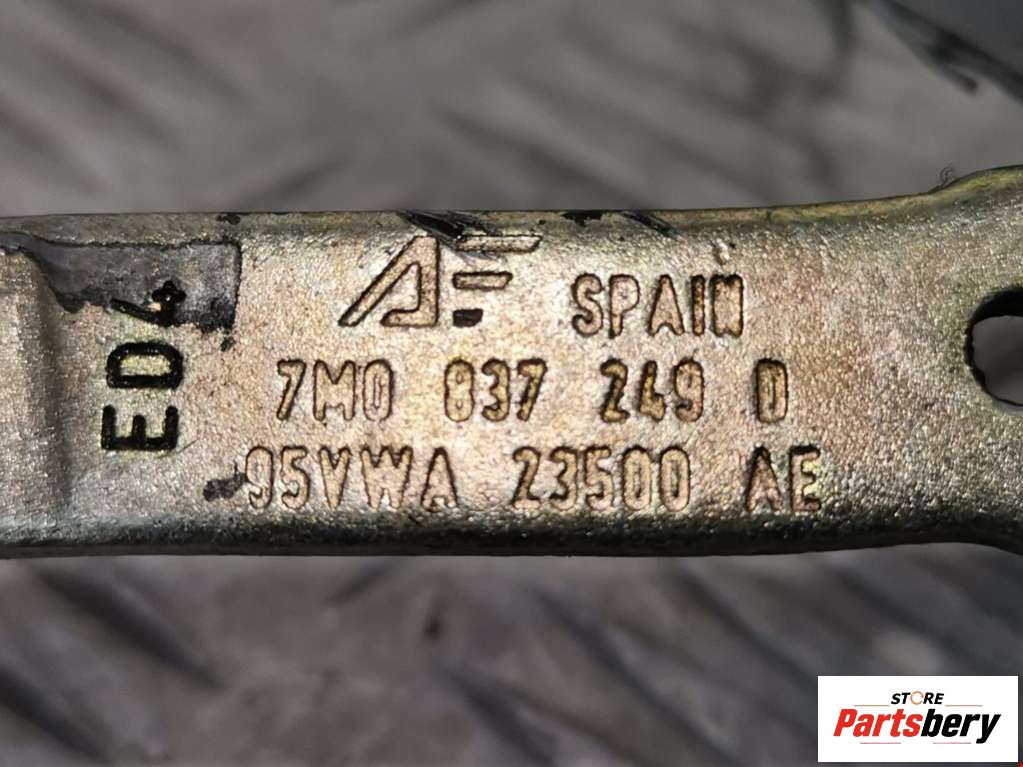 AF SPAIN
7M0 837 249 D
95VWA 23500 AE
ED4
STORE
Partsbery